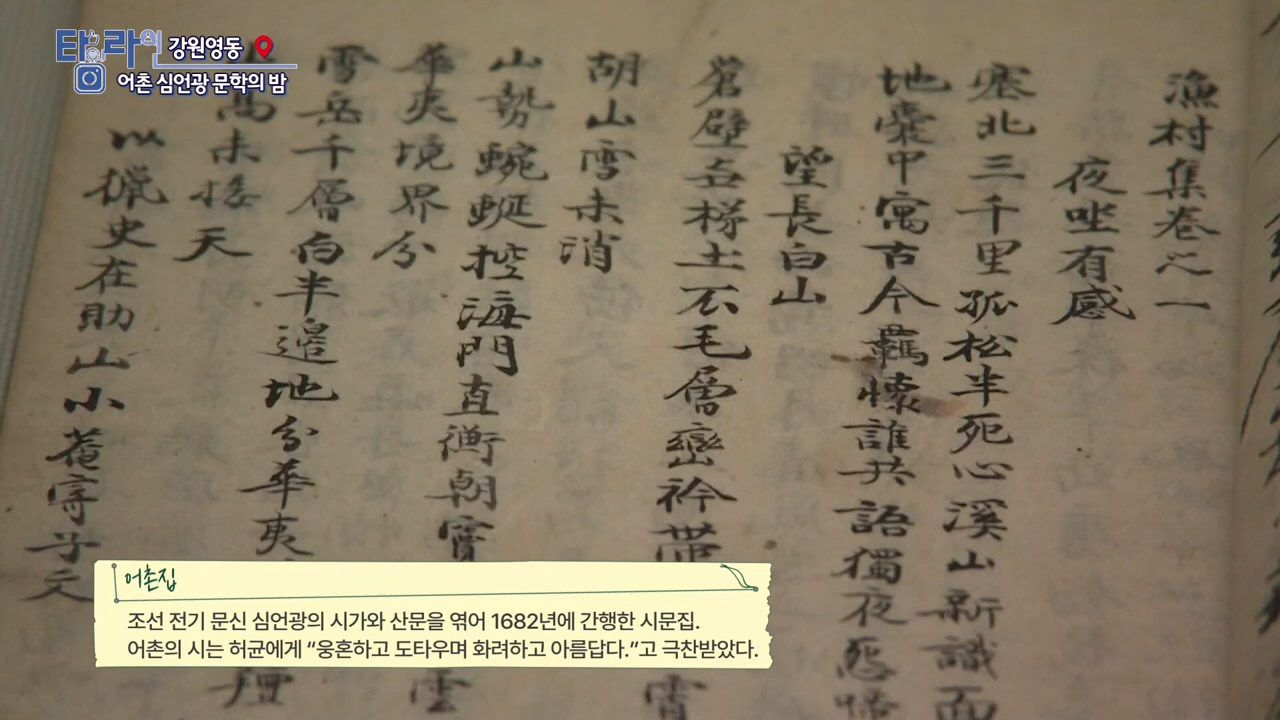 타라의 강원영동
어촌 심언광 문학의 밤
漁村集卷之一
夜坐有感
塞北三千里孤松半死心溪山新識面
地囊中寓古今羈懷誰共語獨夜
望長白山
蒼壁土不毛層巒衿帶
胡山雪未消 霄
山勢蜿蜒控海門直衝朝 雲
華夷境界分
雪岳千層白半邊地分華夷
高未接天
以獵史在助山小菴寄子元
어촌집
조선 전기 문신 심언광의 시가와 산문을 엮어 1682년에 간행한 시문집.
어촌의 시는 허균에게 “웅혼하고 도타우며 화려하고 아름답다.”고 극찬받았다.